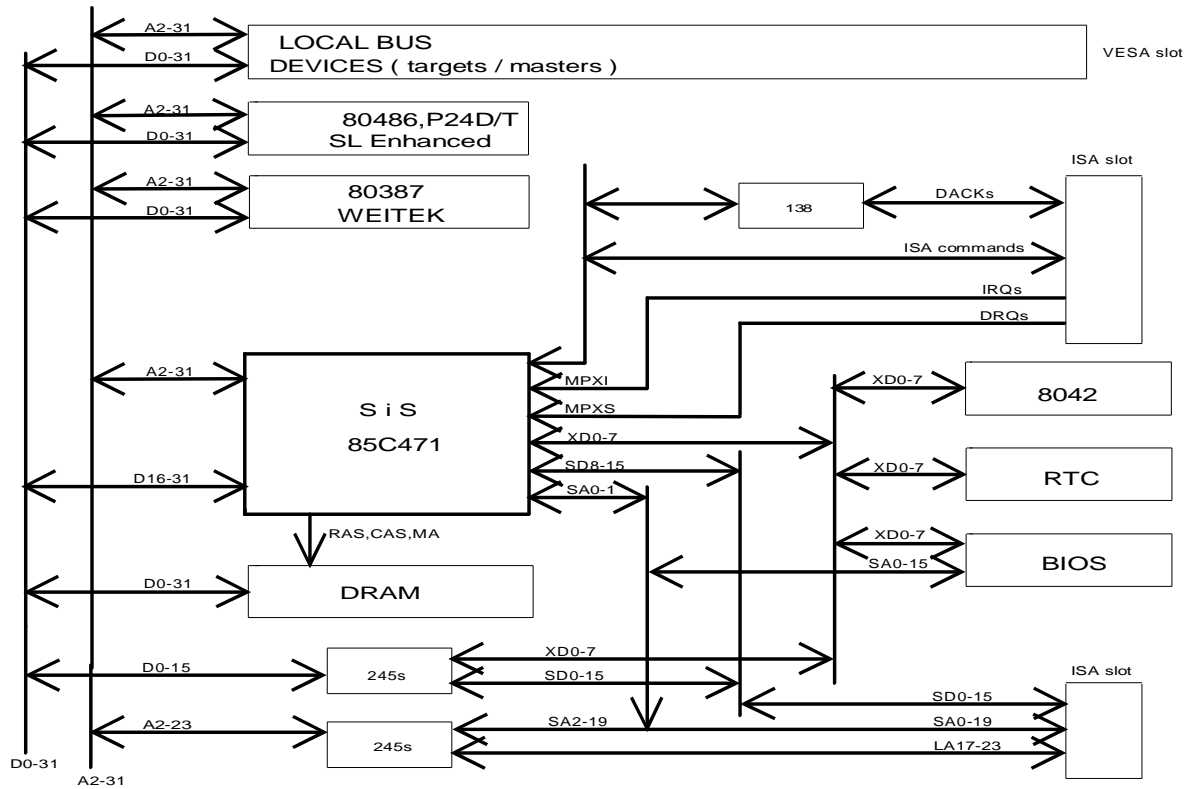 A2-31
LOCAL BUS
VESA slot
D0-31
DEVICES ( targets / masters )
A2-31
80486,P24D/T
D0-31
SL Enhanced
ISA slot
A2-31
80387
D0-31
WEITEK
138
DACKs
ISA commands
IRQs
DRQs
A2-31
MPXI
XD0-7
8042
S i S
MPXS
85C471
XD0-7
SD8-15
XD0-7
RTC
D16-31
SA0-1
RAS,CAS,MA
XD0-7
SA0-15
BIOS
D0-31
DRAM
XD0-7
D0-15
245s
SD0-15
ISA slot
SD0-15
A2-23
SA2-19
SA0-19
245s
LA17-23
D0-31
A2-31